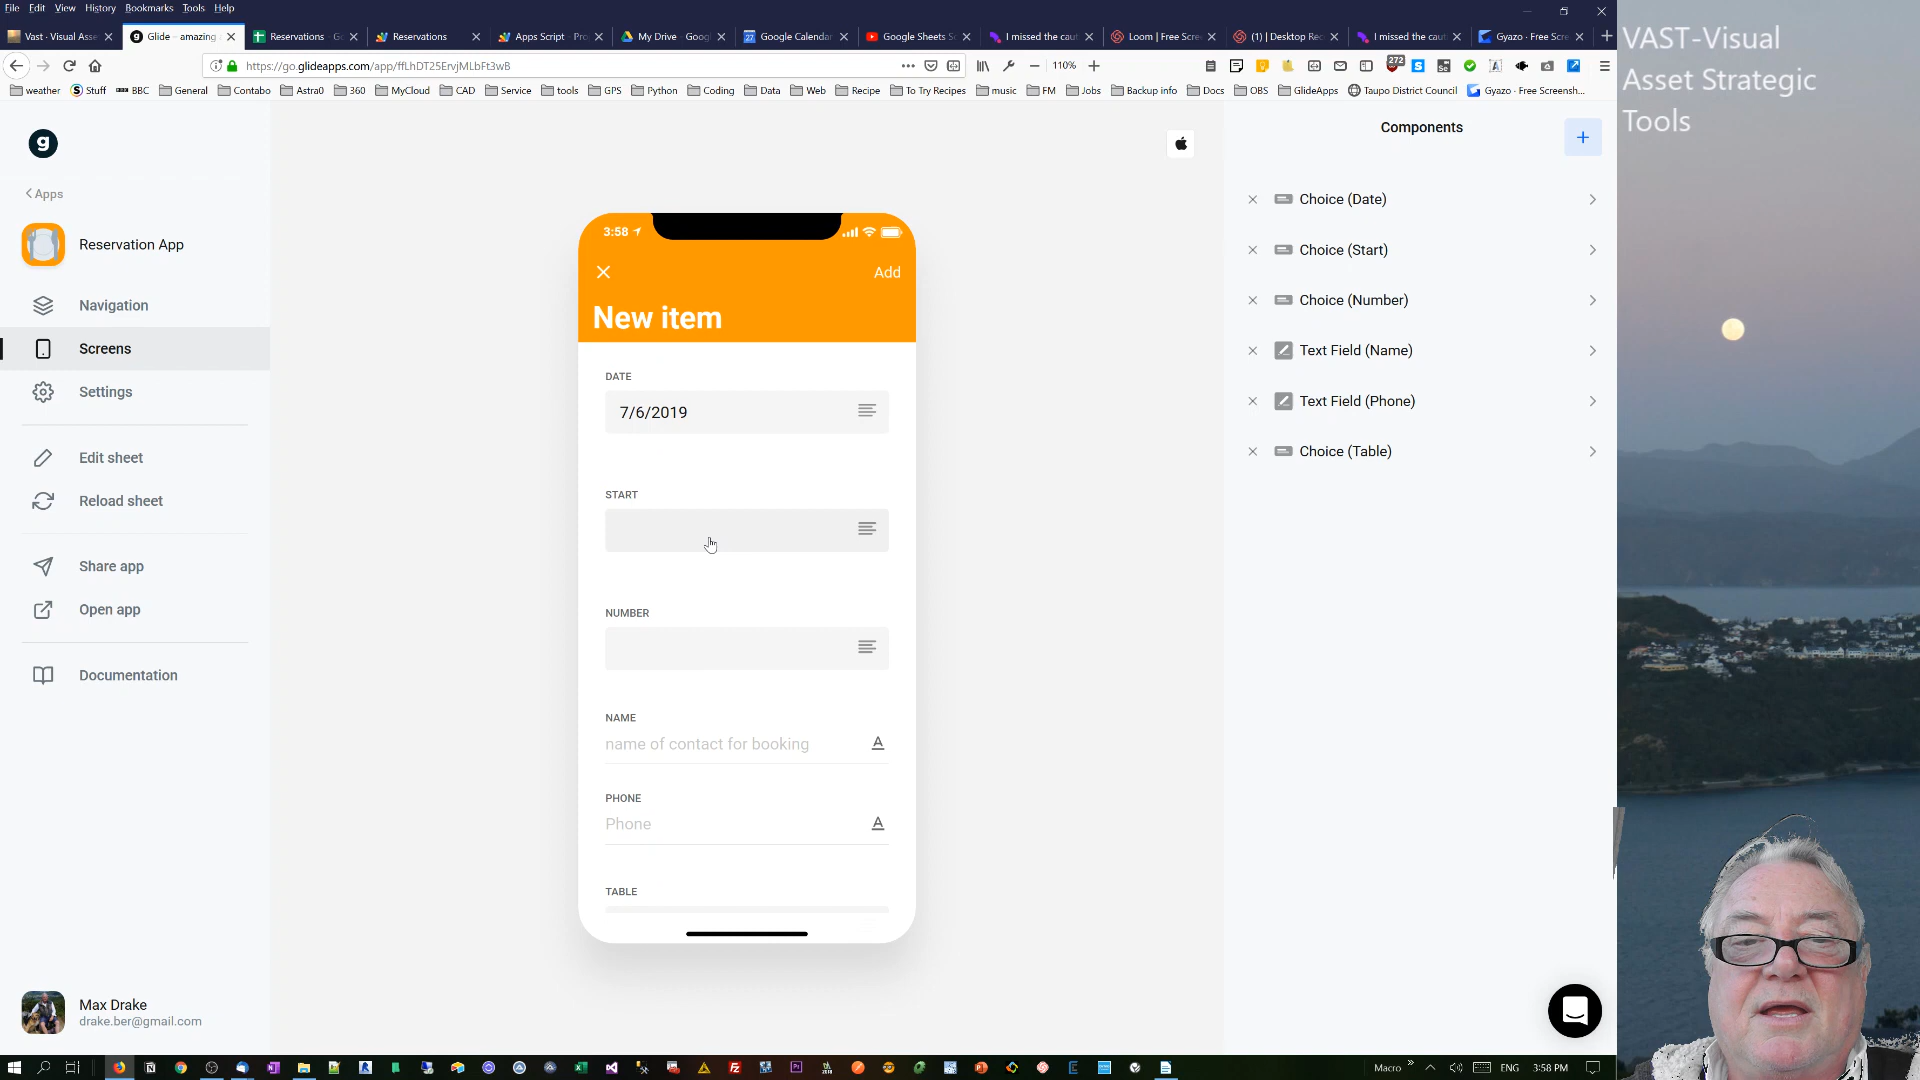 File Edit View History Bookmarks Tools Help
Vast - Visual Asse
Glide – amazing
Reservations - G
Reservations
Apps Script - Pro
My Drive - Googl
Google Calendar
Google Sheets Sc
I missed the caut
Loom | Free Scre
(1) | Desktop Rec
I missed the caut
Gyazo - Free Scre
https://go.glideapps.com/app/ffLhDT25ErvjMLbFt3wB
110%
272
weather Stuff BBC General Contabo Astra0 360 MyCloud CAD Service tools GPS Python Coding Data Web Recipe To Try Recipes music FM Jobs Backup info Docs OBS GlideApps Taupo District Council Gyazo - Free Screensh...
VAST-Visual
Asset Strategic
Tools
g
Apps
Reservation App
Navigation
Screens
Settings
Edit sheet
Reload sheet
Share app
Open app
Documentation
Max Drake
drake.ber@gmail.com
3:58
Add
New item
DATE
7/6/2019
START
NUMBER
NAME
name of contact for booking
PHONE
Phone
TABLE
Components
Choice (Date)
Choice (Start)
Choice (Number)
Text Field (Name)
Text Field (Phone)
Choice (Table)
Macro
ENG
3:58 PM